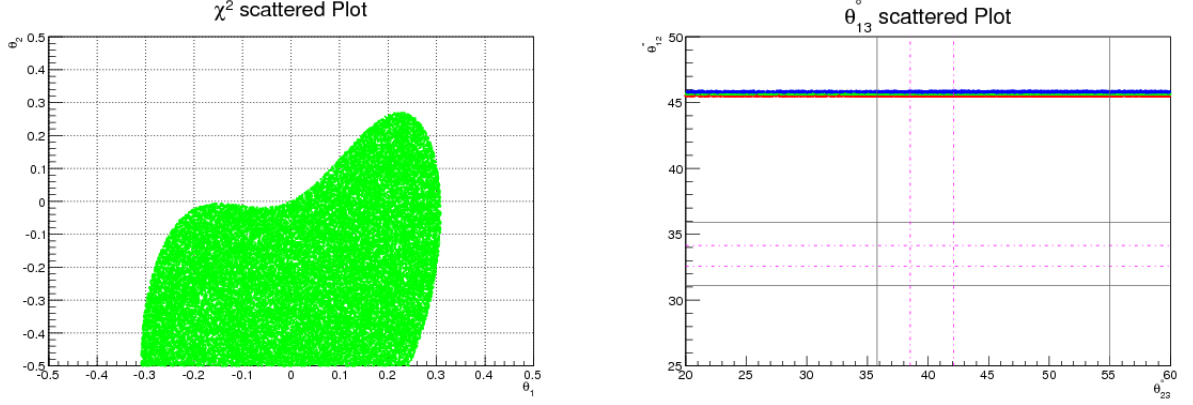 χ² scattered Plot
θ₂
0.5
0.4
0.3
0.2
0.1
0
-0.1
-0.2
-0.3
-0.4
-0.5
-0.5 -0.4 -0.3 -0.2 -0.1 0 0.1 0.2 0.3 0.4 0.5
θ₁
θ°₁₃ scattered Plot
θ°₁₂
50
45
40
35
30
25
20 25 30 35 40 45 50 55 60
θ°₂₃